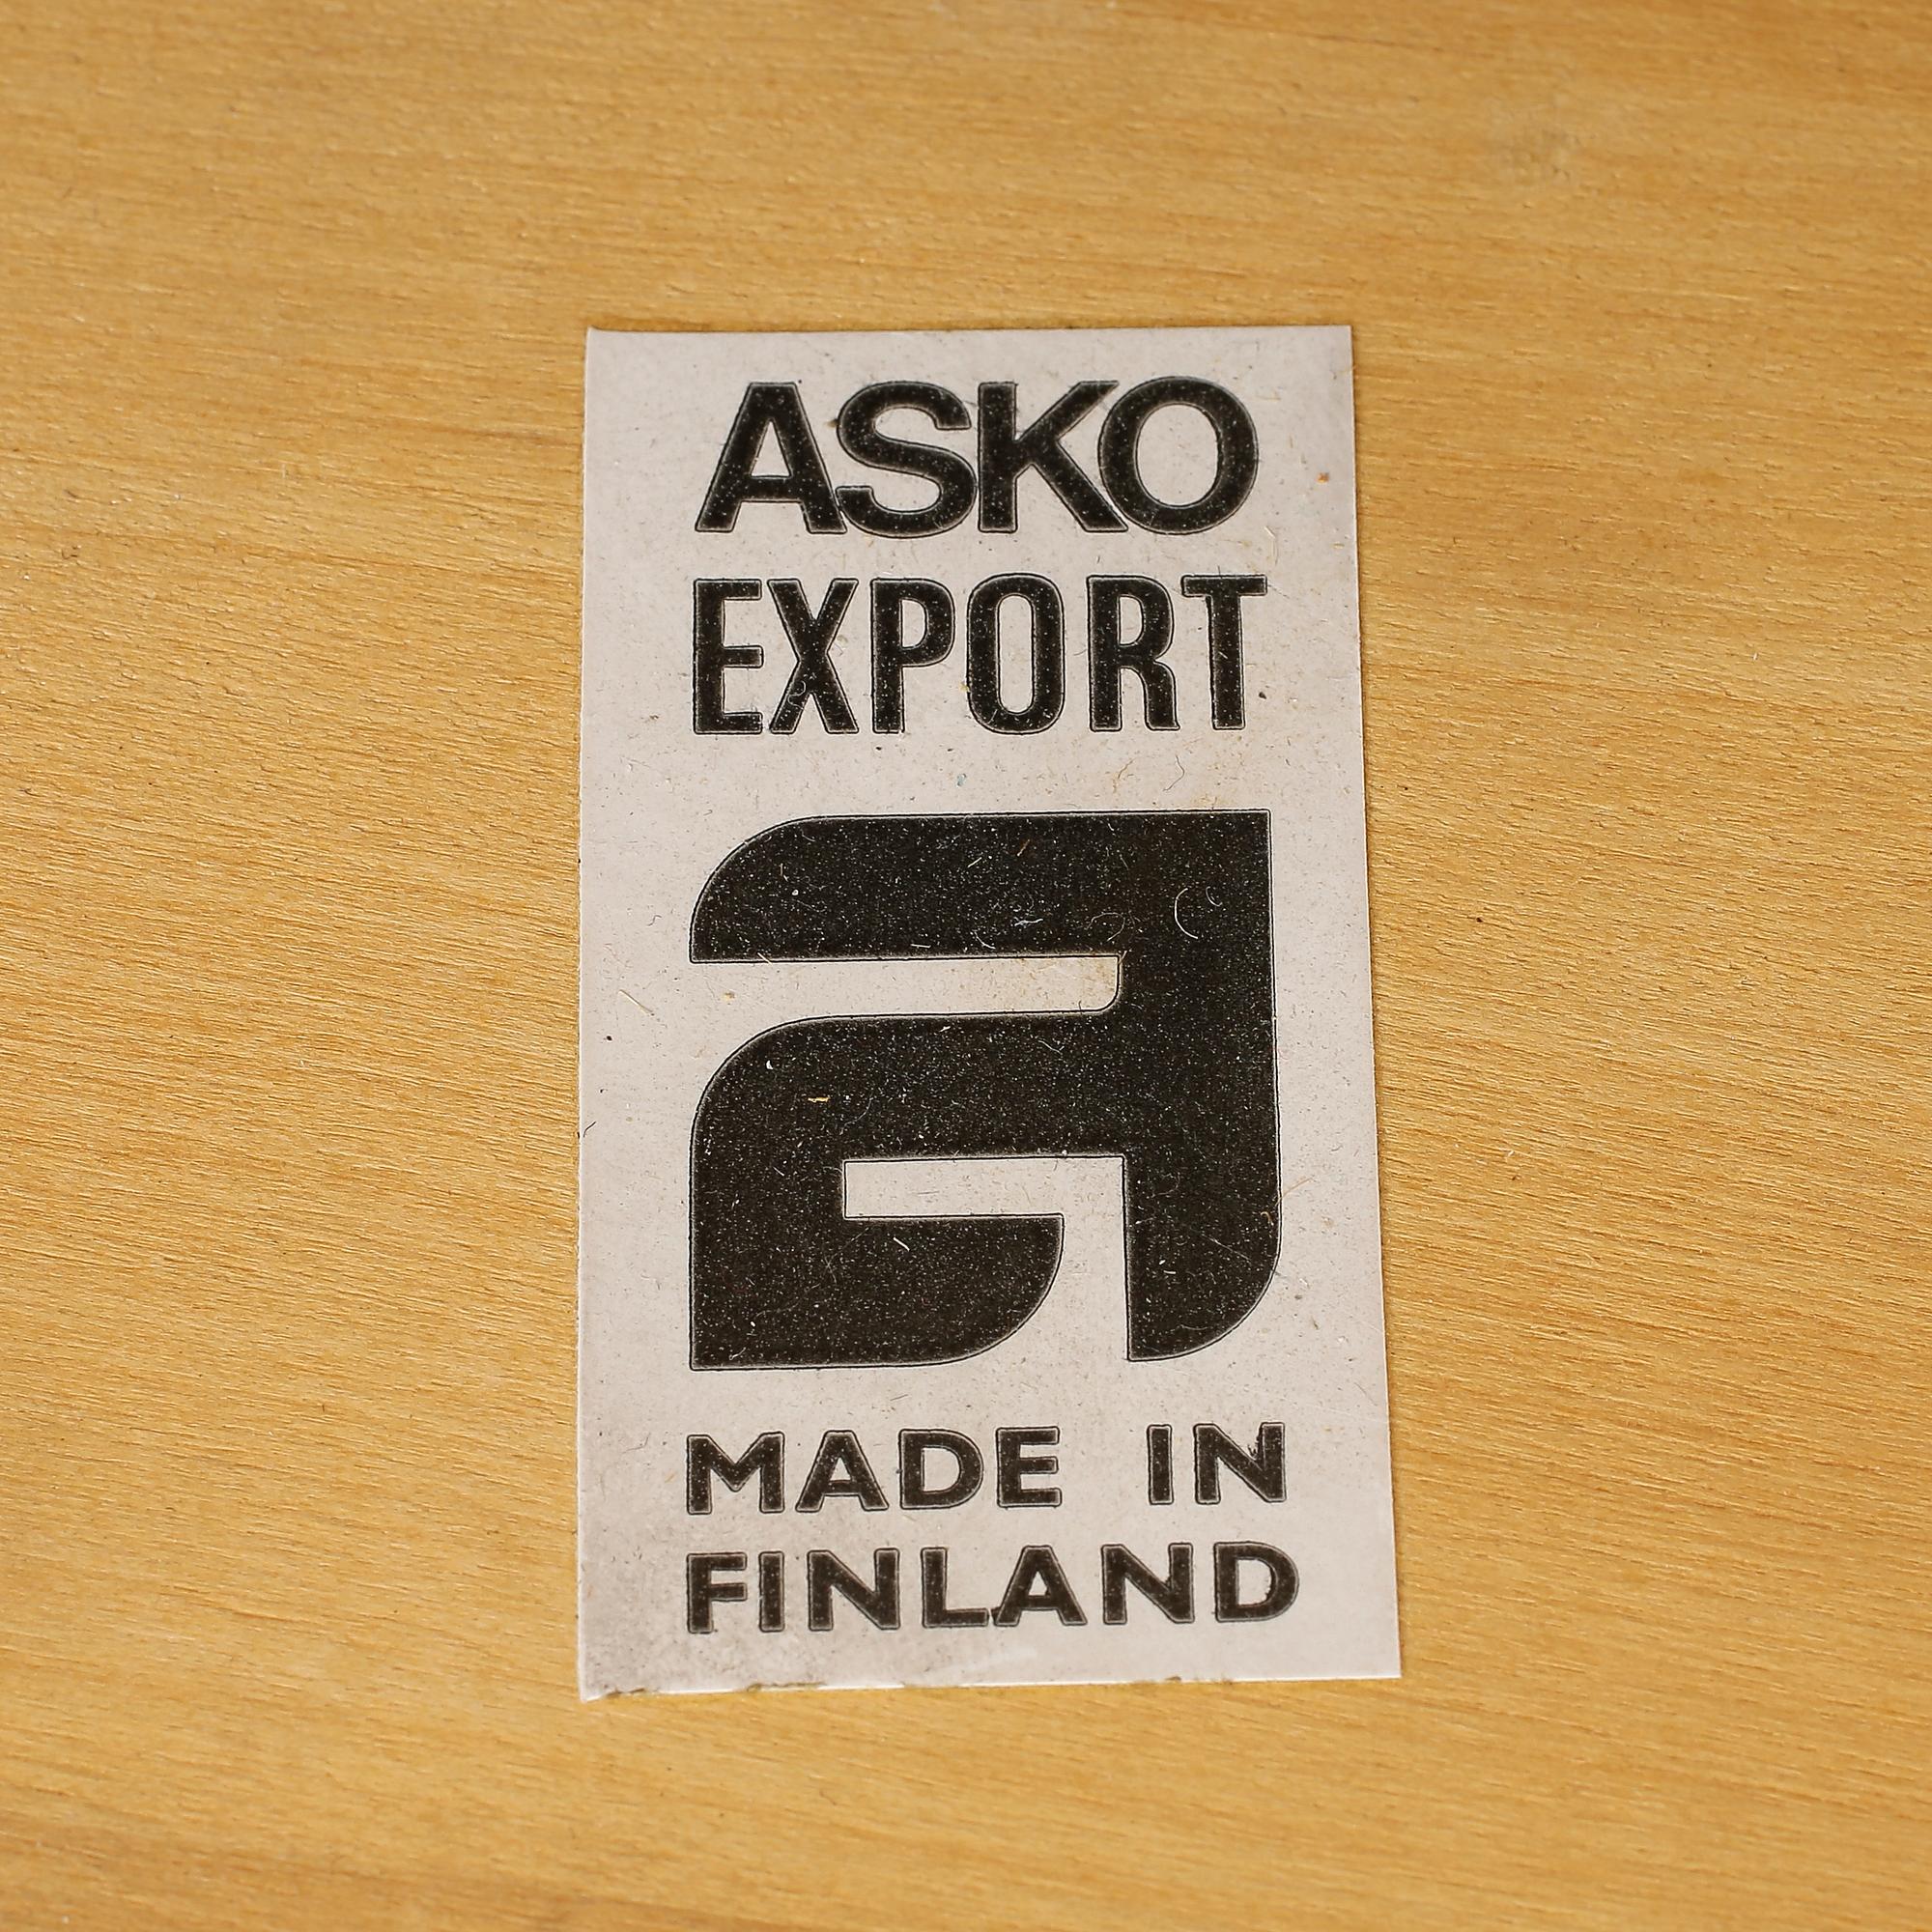 ASKO
EXPORT
a
MADE IN
FINLAND